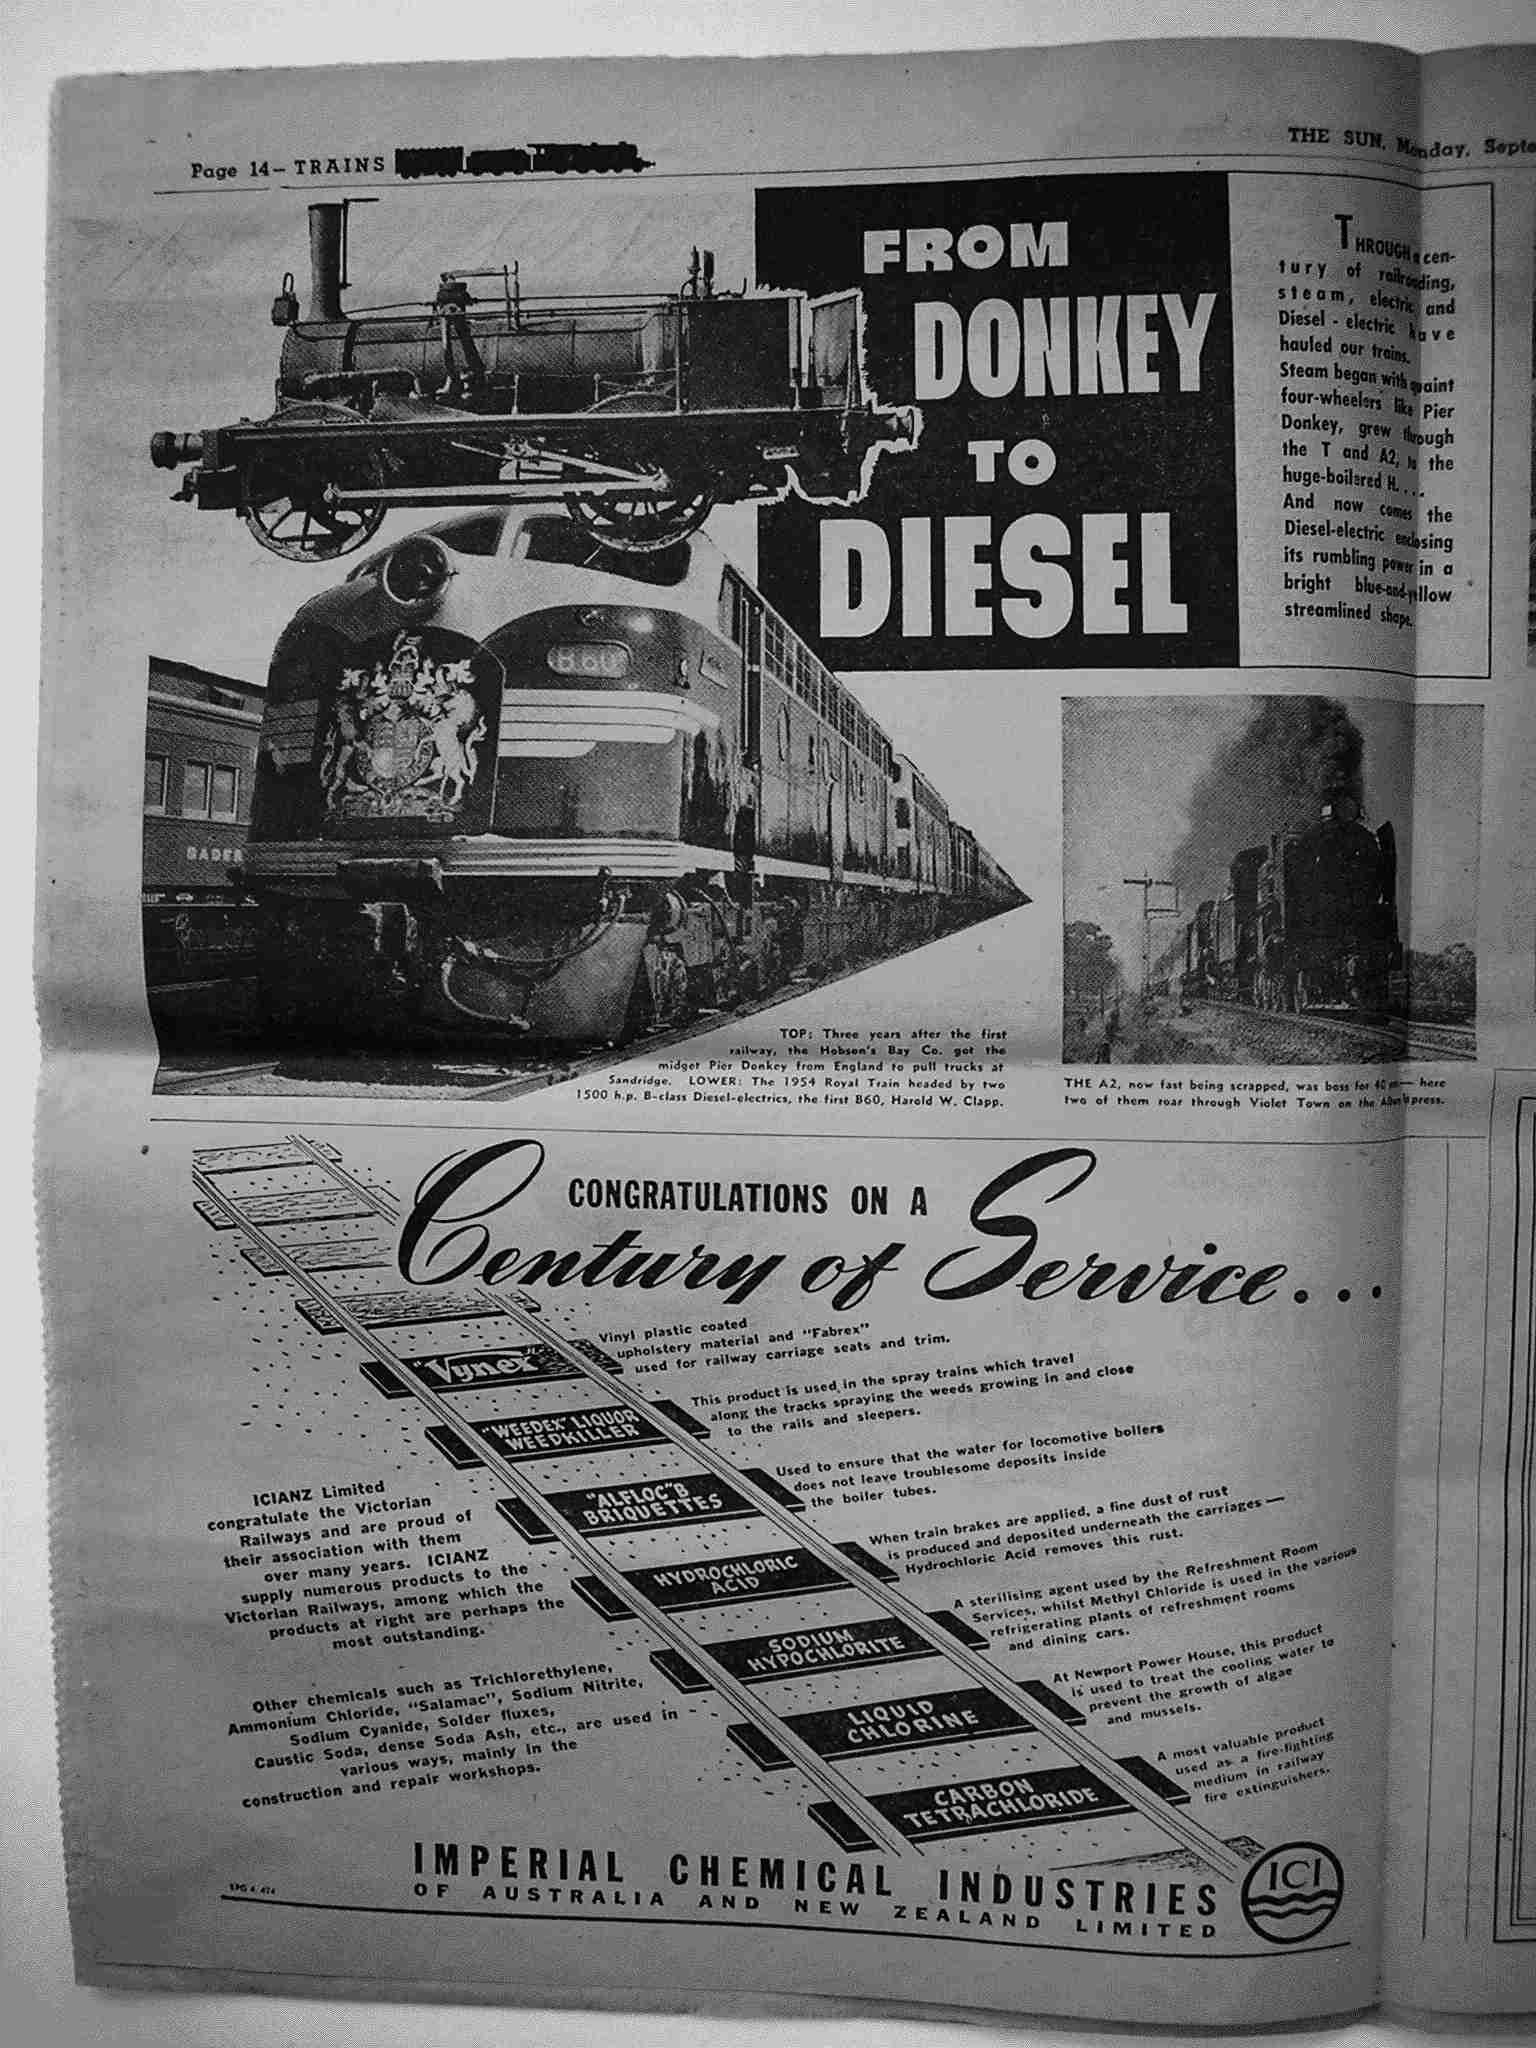 Page 14— TRAINS
THE SUN, Monday, Septe
FROM
DONKEY
TO
DIESEL
THROUGH a cen-
tury of railroading,
steam, electric and
Diesel - electric have
hauled our trains.
Steam began with quaint
four-wheelers like Pier
Donkey, grew through
the T and A2, to the
huge-boilered H. . . .
And now comes the
Diesel-electric enclosing
its rumbling power in a
bright blue-and-yellow
streamlined shape.
B 60
GADEE
TOP: Three years after the first
railway, the Hobson's Bay Co. got the
midget Pier Donkey from England to pull trucks at
Sandridge. LOWER: The 1954 Royal Train headed by two
1500 h.p. B-class Diesel-electrics, the first B60, Harold W. Clapp.
THE A2, now fast being scrapped, was boss for 40 — here
two of them roar through Violet Town on the
CONGRATULATIONS ON A
Century of Service...
"Vynex"
Vinyl plastic coated
upholstery material and "Fabrex"
used for railway carriage seats and trim.
"WEEDEX" LIQUOR
WEEDKILLER
This product is used in the spray trains which travel
along the tracks spraying the weeds growing in and close
to the rails and sleepers.
"ALFLOC" B
BRIQUETTES
Used to ensure that the water for locomotive boilers
does not leave troublesome deposits inside
the boiler tubes.
HYDROCHLORIC
ACID
When train brakes are applied, a fine dust of rust
is produced and deposited underneath the carriages —
Hydrochloric Acid removes this rust.
SODIUM
HYPOCHLORITE
A sterilising agent used by the Refreshment Room
Services, whilst Methyl Chloride is used in the various
refrigerating plants of refreshment rooms
and dining cars.
LIQUID
CHLORINE
At Newport Power House, this product
is used to treat the cooling water to
prevent the growth of algae
and mussels.
CARBON
TETRACHLORIDE
A most valuable product
used as a fire-fighting
medium in railway
fire extinguishers.
ICIANZ Limited
congratulate the Victorian
Railways and are proud of
their association with them
over many years. ICIANZ
supply numerous products to the
Victorian Railways, among which the
products at right are perhaps the
most outstanding.
Other chemicals such as Trichlorethylene,
Ammonium Chloride, "Salamac", Sodium Nitrite,
Sodium Cyanide, Solder fluxes,
Caustic Soda, dense Soda Ash, etc., are used in
various ways, mainly in the
construction and repair workshops.
IMPERIAL CHEMICAL INDUSTRIES
OF AUSTRALIA AND NEW ZEALAND LIMITED
ICI